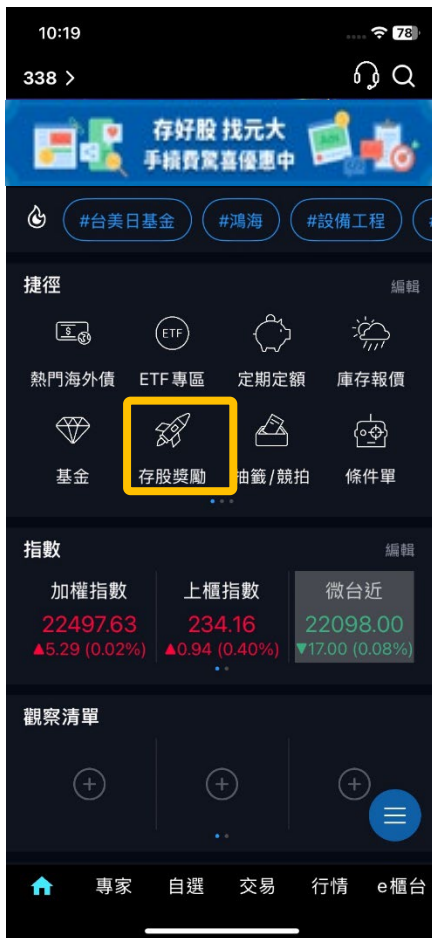 10:19
78
338 >
存好股 找元大
手續費驚喜優惠中
#台美日基金 #鴻海 #設備工程
捷徑 編輯
熱門海外債 ETF專區 定期定額 庫存報價
ETF
基金 存股獎勵 抽籤/競拍 條件單
指數 編輯
加權指數 上櫃指數 微台近
22497.63 234.16 22098.00
▲5.29 (0.02%) ▲0.94 (0.40%) ▼17.00 (0.08%)
觀察清單
專家 自選 交易 行情 e櫃台